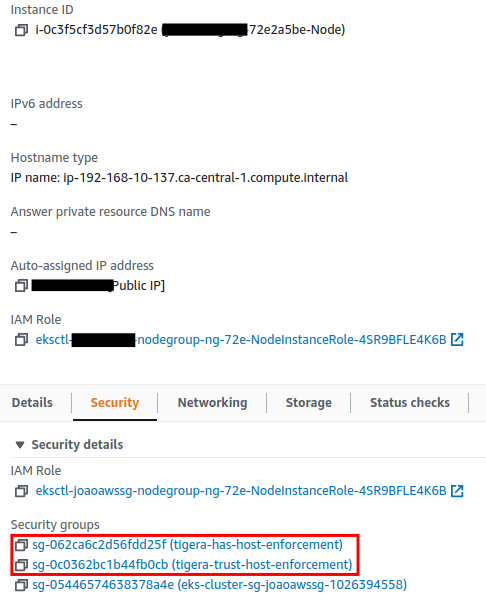 Instance ID
i-0c3f5cf3d57b0f82e ( -72e2a5be-Node)
IPv6 address
–
Hostname type
IP name: ip-192-168-10-137.ca-central-1.compute.internal
Answer private resource DNS name
–
Auto-assigned IP address
Public IP]
IAM Role
eksctl- -nodegroup-ng-72e-NodeInstanceRole-4SR9BFLE4K6B
Details Security Networking Storage Status checks
▼ Security details
IAM Role
eksctl-joaoawssg-nodegroup-ng-72e-NodeInstanceRole-4SR9BFLE4K6B
Security groups
sg-062ca6c2d56fdd25f (tigera-has-host-enforcement)
sg-0c0362bc1b44fb0cb (tigera-trust-host-enforcement)
sg-05446574638378a4e (eks-cluster-sg-joaoawssg-1026394558)